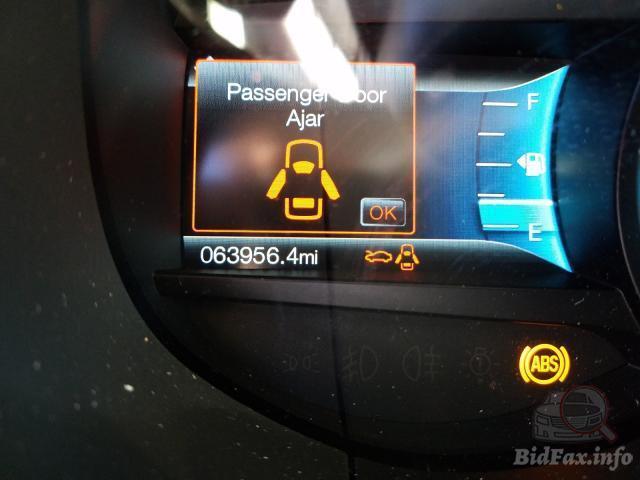 Passenger Door
Ajar
OK
F
E
063956.4mi
ABS
BidFax.info